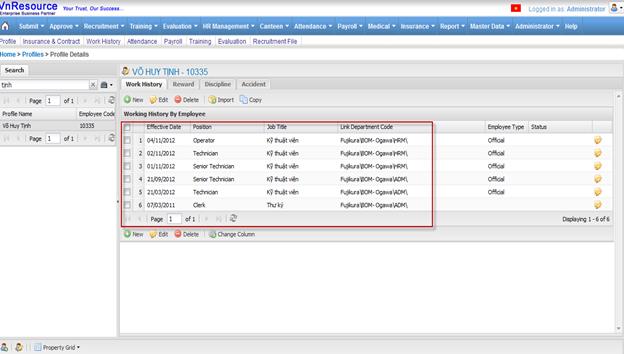 VnResource Your Trust, Our Success... Logged in as: Administrator
Enterprise Business Partner
Submit Approve Recruitment Training Evaluation HR Management Canteen Attendance Payroll Medical Insurance Report Master Data Administrator Help
Profile Insurance & Contract Work History Attendance Payroll Training Evaluation Recruitment File
Home > Profiles > Profile Details
Search
VÕ HUY TỊNH - 10335
tịnh
Work History Reward Discipline Accident
Page 1 of 1
New Edit Delete Import Copy
Profile Name Employee Code
Võ Huy Tịnh 10335
Working History By Employee
Effective Date Position Job Title Link Department Code Employee Type Status
1 04/11/2012 Operator Kỹ thuật viên Fujikura\BOM- Ogawa\HRM\ Official
2 02/11/2012 Technician Kỹ thuật viên Fujikura\BOM- Ogawa\HRM\ Official
3 01/11/2012 Senior Technician Kỹ thuật viên Fujikura\BOM- Ogawa\HRM\ Official
4 21/09/2012 Senior Technician Kỹ thuật viên Fujikura\BOM- Ogawa\ADM\ Official
5 21/03/2012 Technician Kỹ thuật viên Fujikura\BOM- Ogawa\ADM\ Official
6 07/03/2011 Clerk Thư ký Fujikura\BOM- Ogawa\ADM\
Page 1 of 1 Displaying 1 - 6 of 6
New Edit Delete Change Column
Property Grid